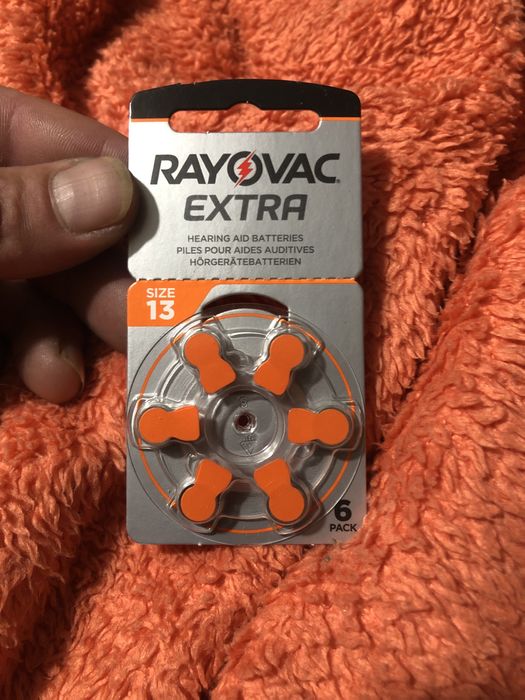 RAYOVAC
EXTRA
HEARING AID BATTERIES
PILES POUR AIDES AUDITIVES
HÖRGERÄTEBATTERIEN
SIZE
13
6
PACK